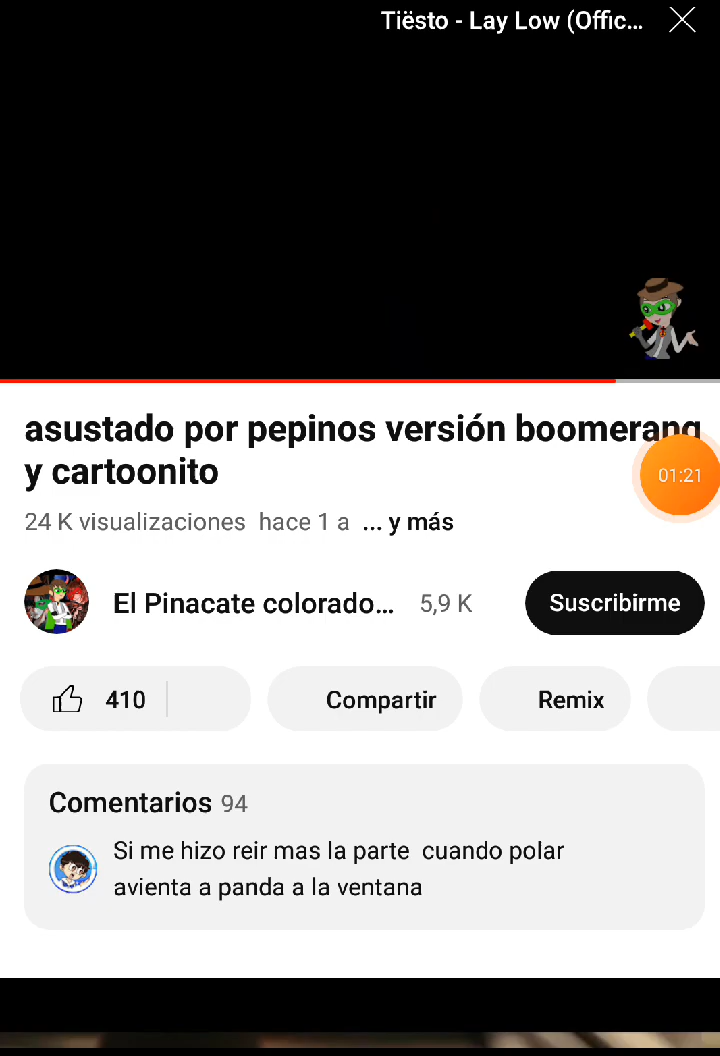 Tiësto - Lay Low (Offic...
asustado por pepinos versión boomerang
y cartoonito
01:21
24 K visualizaciones hace 1 a ... y más
El Pinacate colorado... 5,9 K Suscribirme
410 Compartir Remix
Comentarios 94
Si me hizo reir mas la parte cuando polar
avienta a panda a la ventana